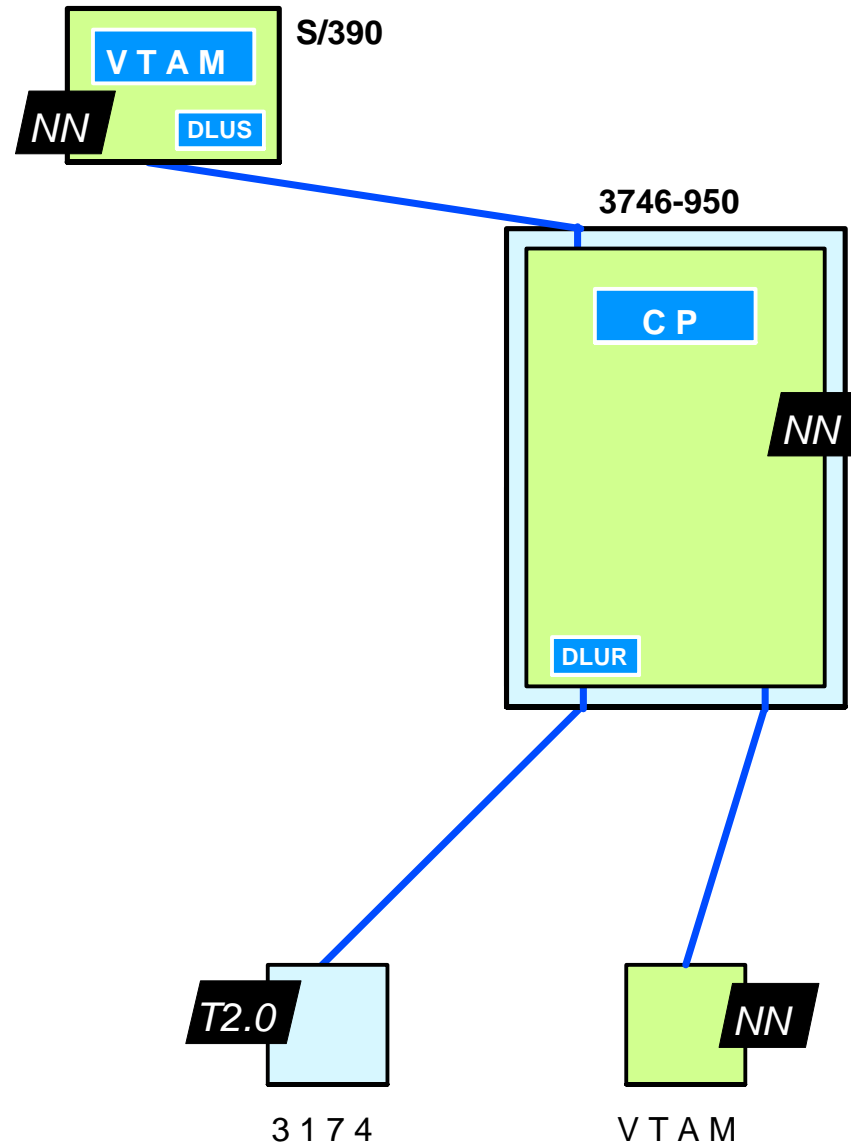 S/390
V T A M
NN
DLUS
3746-950
C P
NN
DLUR
T2.0
NN
3 1 7 4
V T A M